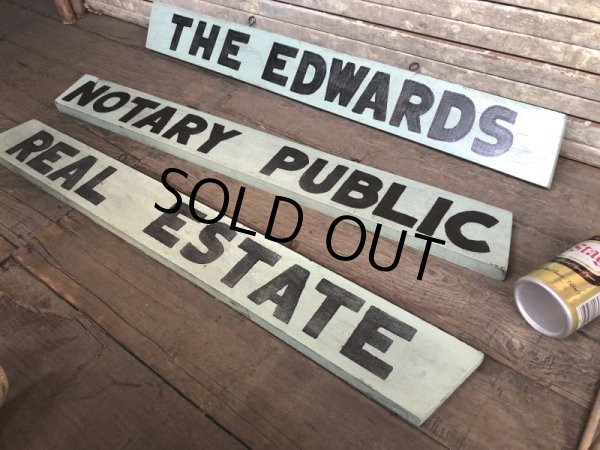 THE EDWARDS
NOTARY PUBLIC
REAL ESTATE
SOLD OUT